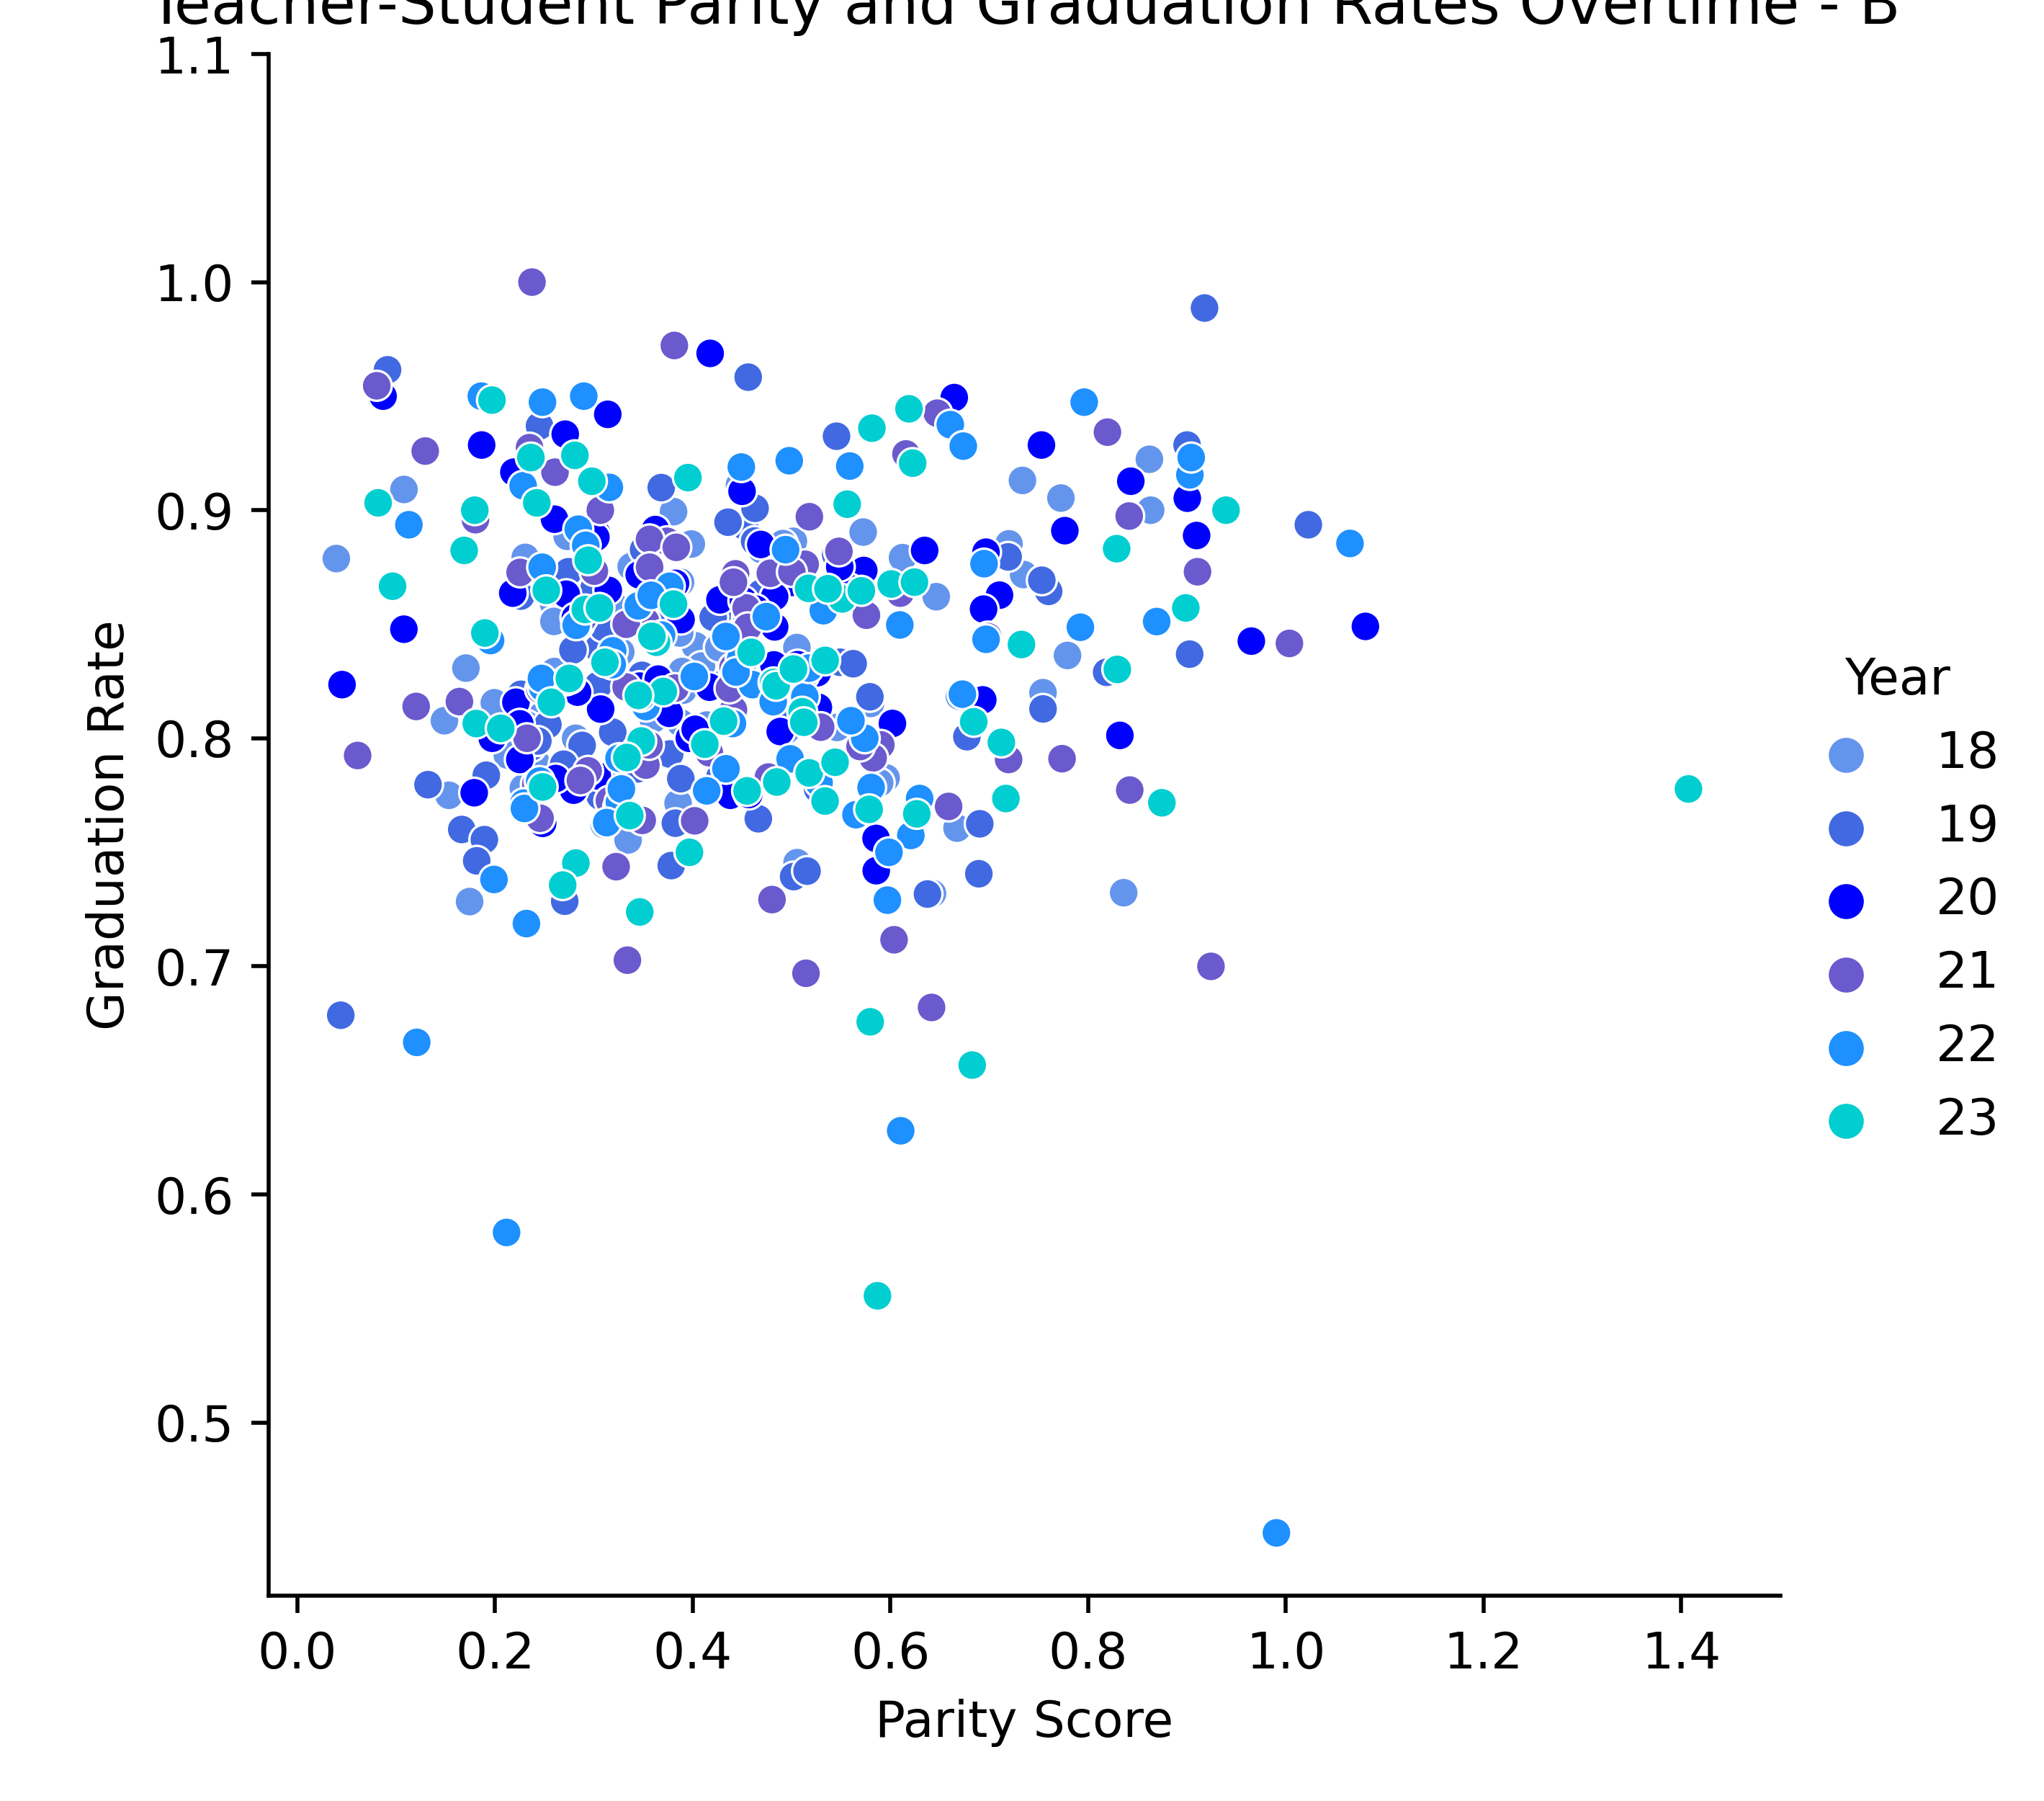 Teacher-Student Parity and Graduation Rates Overtime - B
1.1
1.0
0.9
0.8
0.7
0.6
0.5
Graduation Rate
0.0 0.2 0.4 0.6 0.8 1.0 1.2 1.4
Parity Score
Year
18
19
20
21
22
23